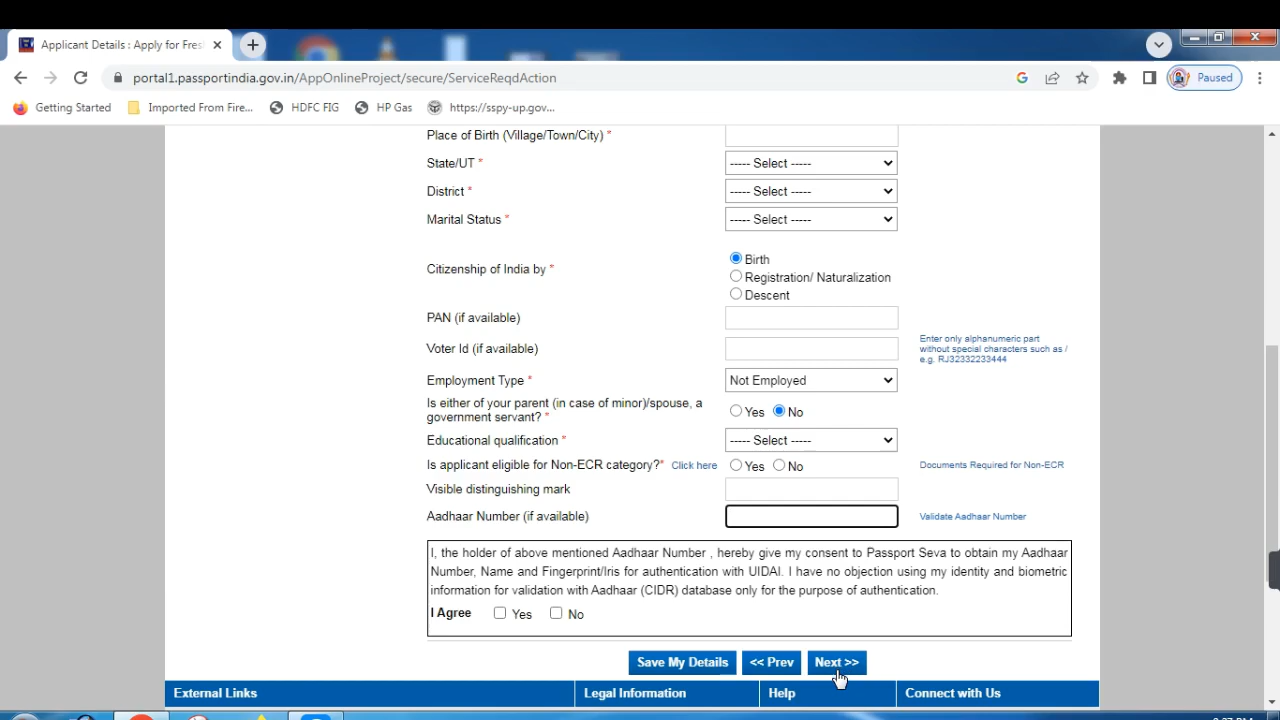 Applicant Details : Apply for Fres
portal1.passportindia.gov.in/AppOnlineProject/secure/ServiceReqdAction
Paused
Getting Started
Imported From Fire...
HDFC FIG
HP Gas
https://sspy-up.gov...
Place of Birth (Village/Town/City) *
State/UT *
----- Select -----
District *
----- Select -----
Marital Status *
----- Select -----
Citizenship of India by *
Birth
Registration/ Naturalization
Descent
PAN (if available)
Voter Id (if available)
Enter only alphanumeric part
without special characters such as /
e.g. RJ32332233444
Employment Type *
Not Employed
Is either of your parent (in case of minor)/spouse, a
government servant? *
Yes No
Educational qualification *
----- Select -----
Is applicant eligible for Non-ECR category?* Click here
Yes No
Documents Required for Non-ECR
Visible distinguishing mark
Aadhaar Number (if available)
Validate Aadhaar Number
I, the holder of above mentioned Aadhaar Number , hereby give my consent to Passport Seva to obtain my Aadhaar
Number, Name and Fingerprint/Iris for authentication with UIDAI. I have no objection using my identity and biometric
information for validation with Aadhaar (CIDR) database only for the purpose of authentication.
I Agree Yes No
Save My Details << Prev Next >>
External Links Legal Information Help Connect with Us